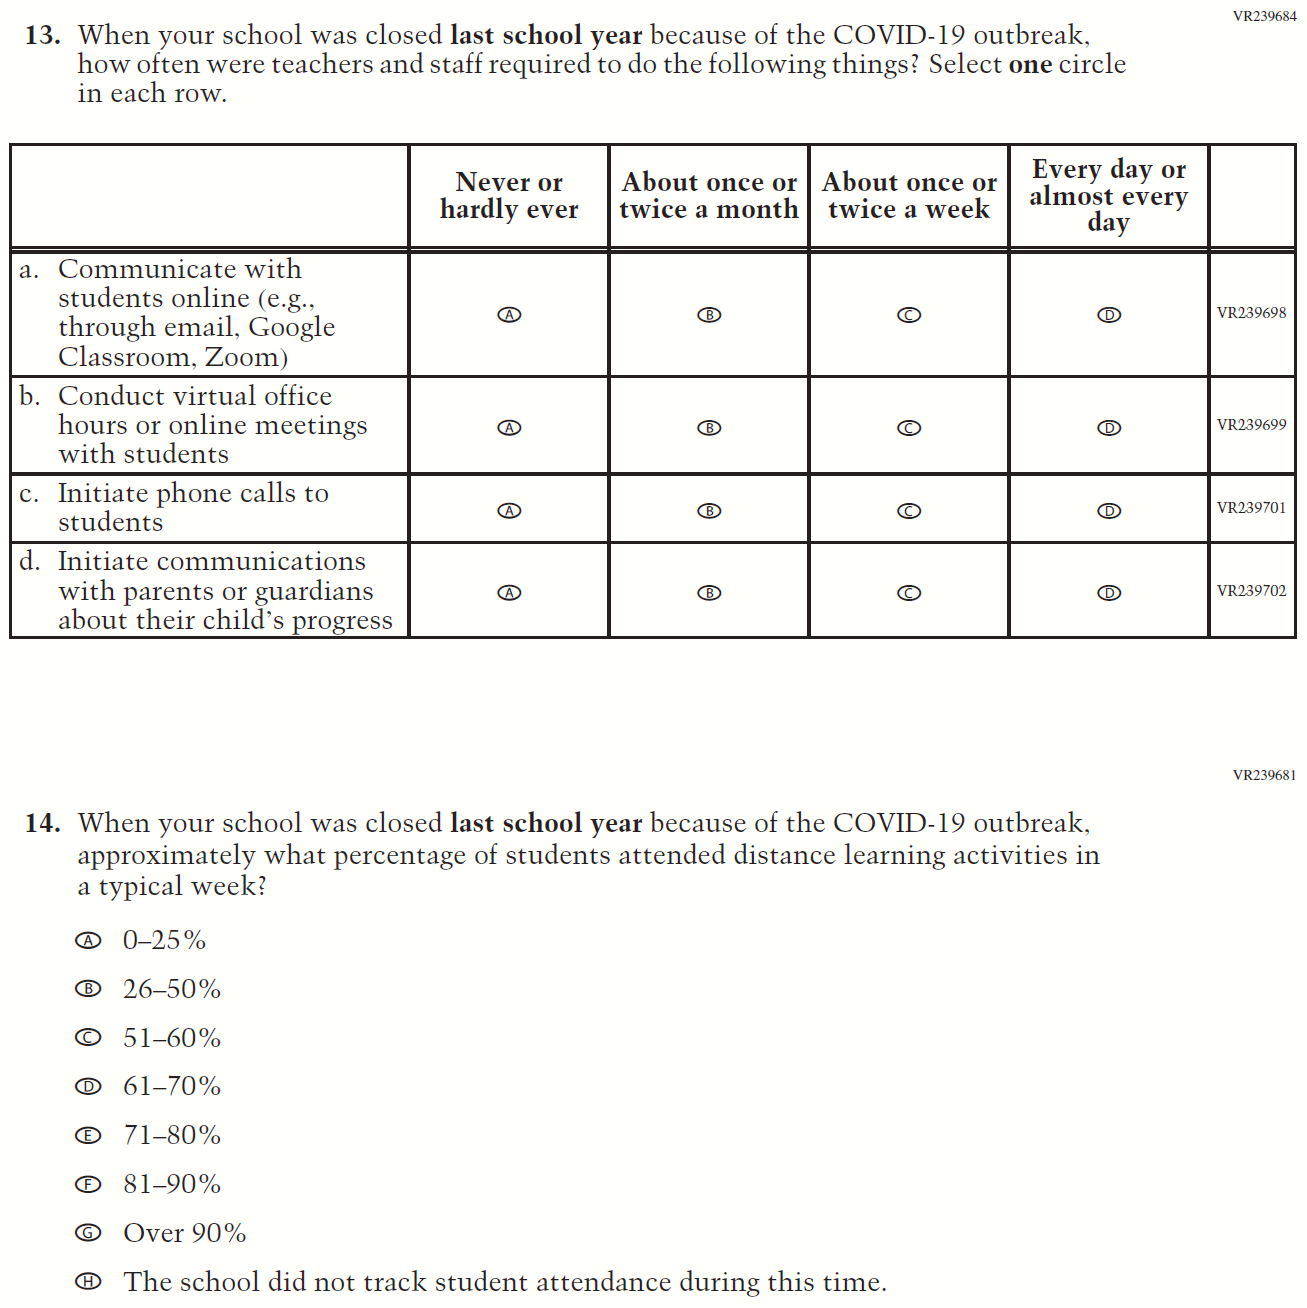 VR239684
13. When your school was closed last school year because of the COVID-19 outbreak,
how often were teachers and staff required to do the following things? Select one circle
in each row.
Never or
hardly ever
About once or
twice a month
About once or
twice a week
Every day or
almost every
day
a. Communicate with
students online (e.g.,
through email, Google
Classroom, Zoom)
A B C D VR239698
b. Conduct virtual office
hours or online meetings
with students
A B C D VR239699
c. Initiate phone calls to
students
A B C D VR239701
d. Initiate communications
with parents or guardians
about their child’s progress
A B C D VR239702
VR239681
14. When your school was closed last school year because of the COVID-19 outbreak,
approximately what percentage of students attended distance learning activities in
a typical week?
A 0–25%
B 26–50%
C 51–60%
D 61–70%
E 71–80%
F 81–90%
G Over 90%
H The school did not track student attendance during this time.